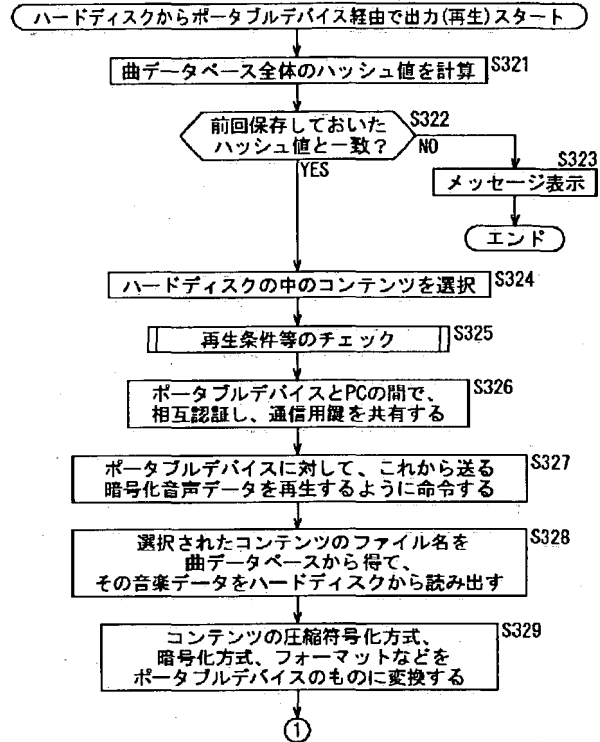 ハードディスクからポータブルデバイス経由で出力(再生)スタート
曲データベース全体のハッシュ値を計算
S321
前回保存しておいた
ハッシュ値と一致?
S322
NO
YES
S323
メッセージ表示
エンド
ハードディスクの中のコンテンツを選択
S324
再生条件等のチェック
S325
ポータブルデバイスとPCの間で、
相互認証し、通信用鍵を共有する
S326
ポータブルデバイスに対して、これから送る
暗号化音声データを再生するように命令する
S327
選択されたコンテンツのファイル名を
曲データベースから得て、
その音楽データをハードディスクから読み出す
S328
コンテンツの圧縮符号化方式、
暗号化方式、フォーマットなどを
ポータブルデバイスのものに変換する
S329
①